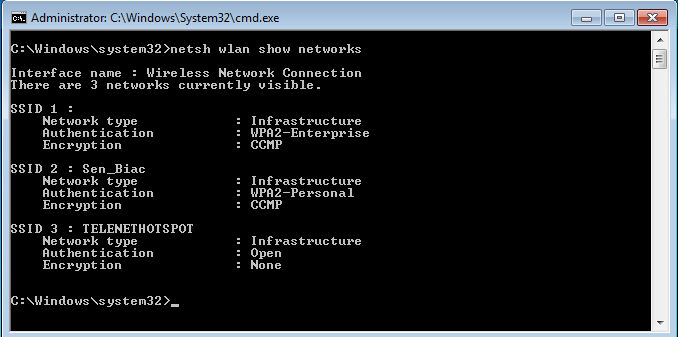 Administrator: C:\Windows\System32\cmd.exe
C:\Windows\system32>netsh wlan show networks
Interface name : Wireless Network Connection
There are 3 networks currently visible.
SSID 1 :
Network type : Infrastructure
Authentication : WPA2-Enterprise
Encryption : CCMP
SSID 2 : Sen_Biac
Network type : Infrastructure
Authentication : WPA2-Personal
Encryption : CCMP
SSID 3 : TELENETHOTSPOT
Network type : Infrastructure
Authentication : Open
Encryption : None
C:\Windows\system32>_